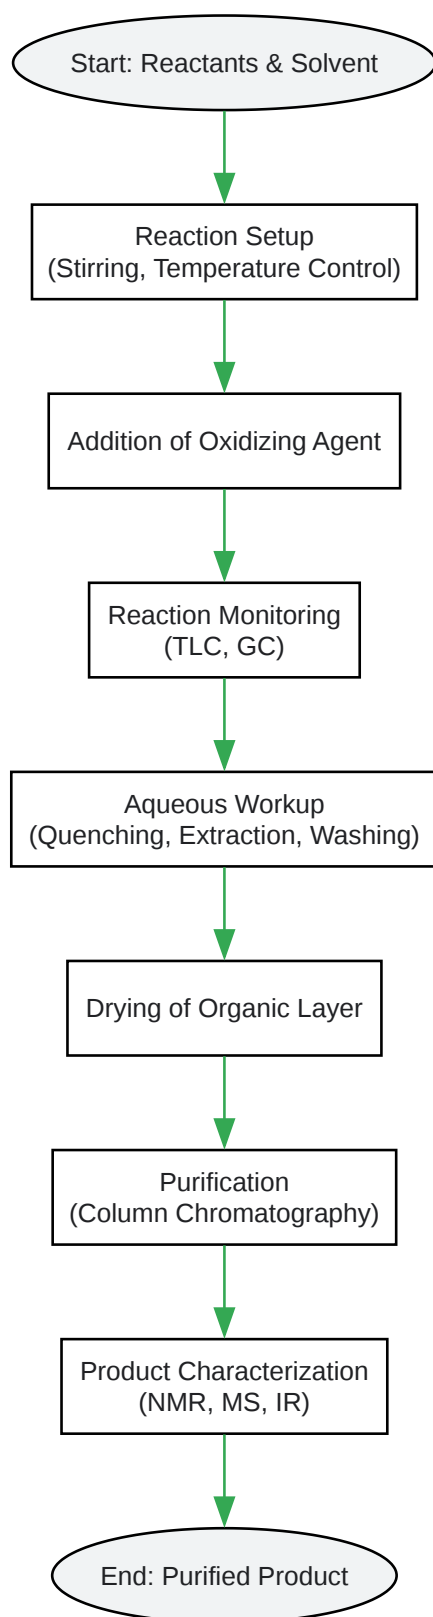 Start: Reactants & Solvent
Reaction Setup
(Stirring, Temperature Control)
Addition of Oxidizing Agent
Reaction Monitoring
(TLC, GC)
Aqueous Workup
(Quenching, Extraction, Washing)
Drying of Organic Layer
Purification
(Column Chromatography)
Product Characterization
(NMR, MS, IR)
End: Purified Product